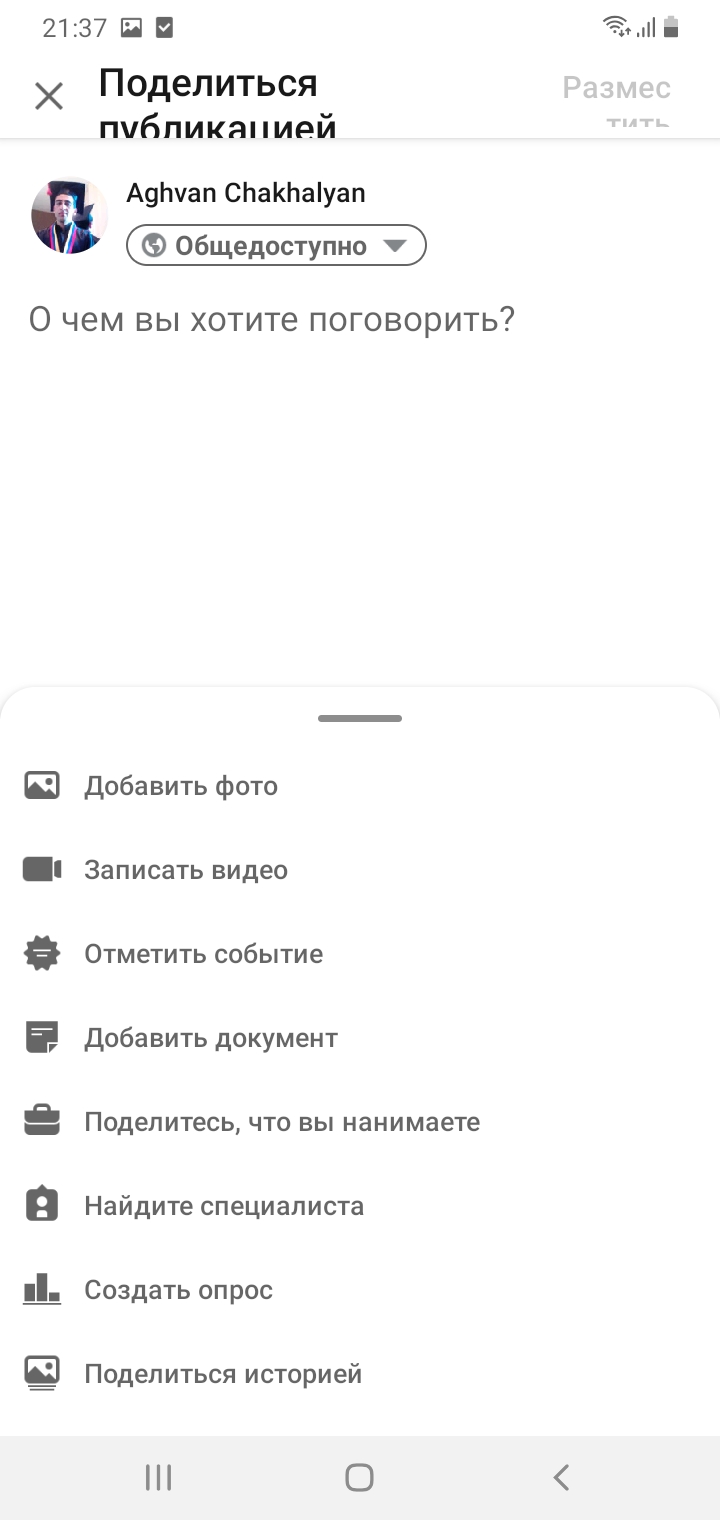 21:37
Поделиться
публикацией
Размес
тить
Aghvan Chakhalyan
Общедоступно
О чем вы хотите поговорить?
Добавить фото
Записать видео
Отметить событие
Добавить документ
Поделитесь, что вы нанимаете
Найдите специалиста
Создать опрос
Поделиться историей